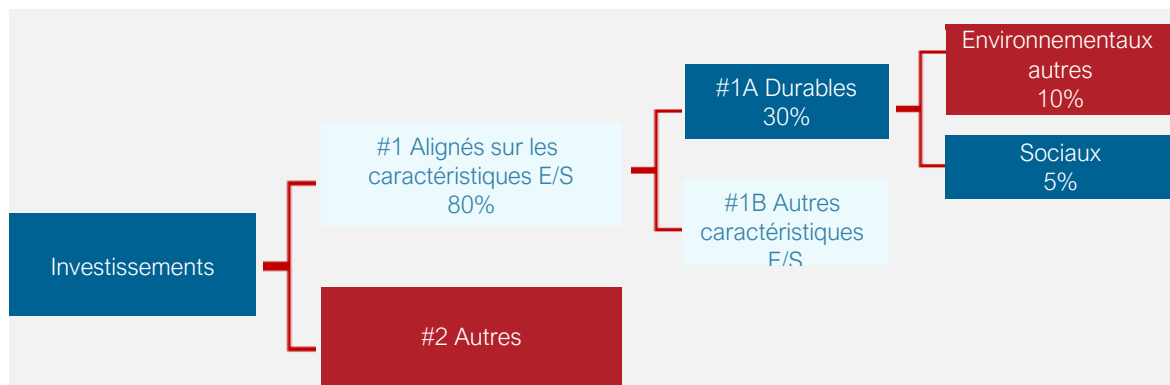 Investissements
#1 Alignés sur les
caractéristiques E/S
80%
#2 Autres
#1A Durables
30%
#1B Autres
caractéristiques
E/S
Environnementaux
autres
10%
Sociaux
5%